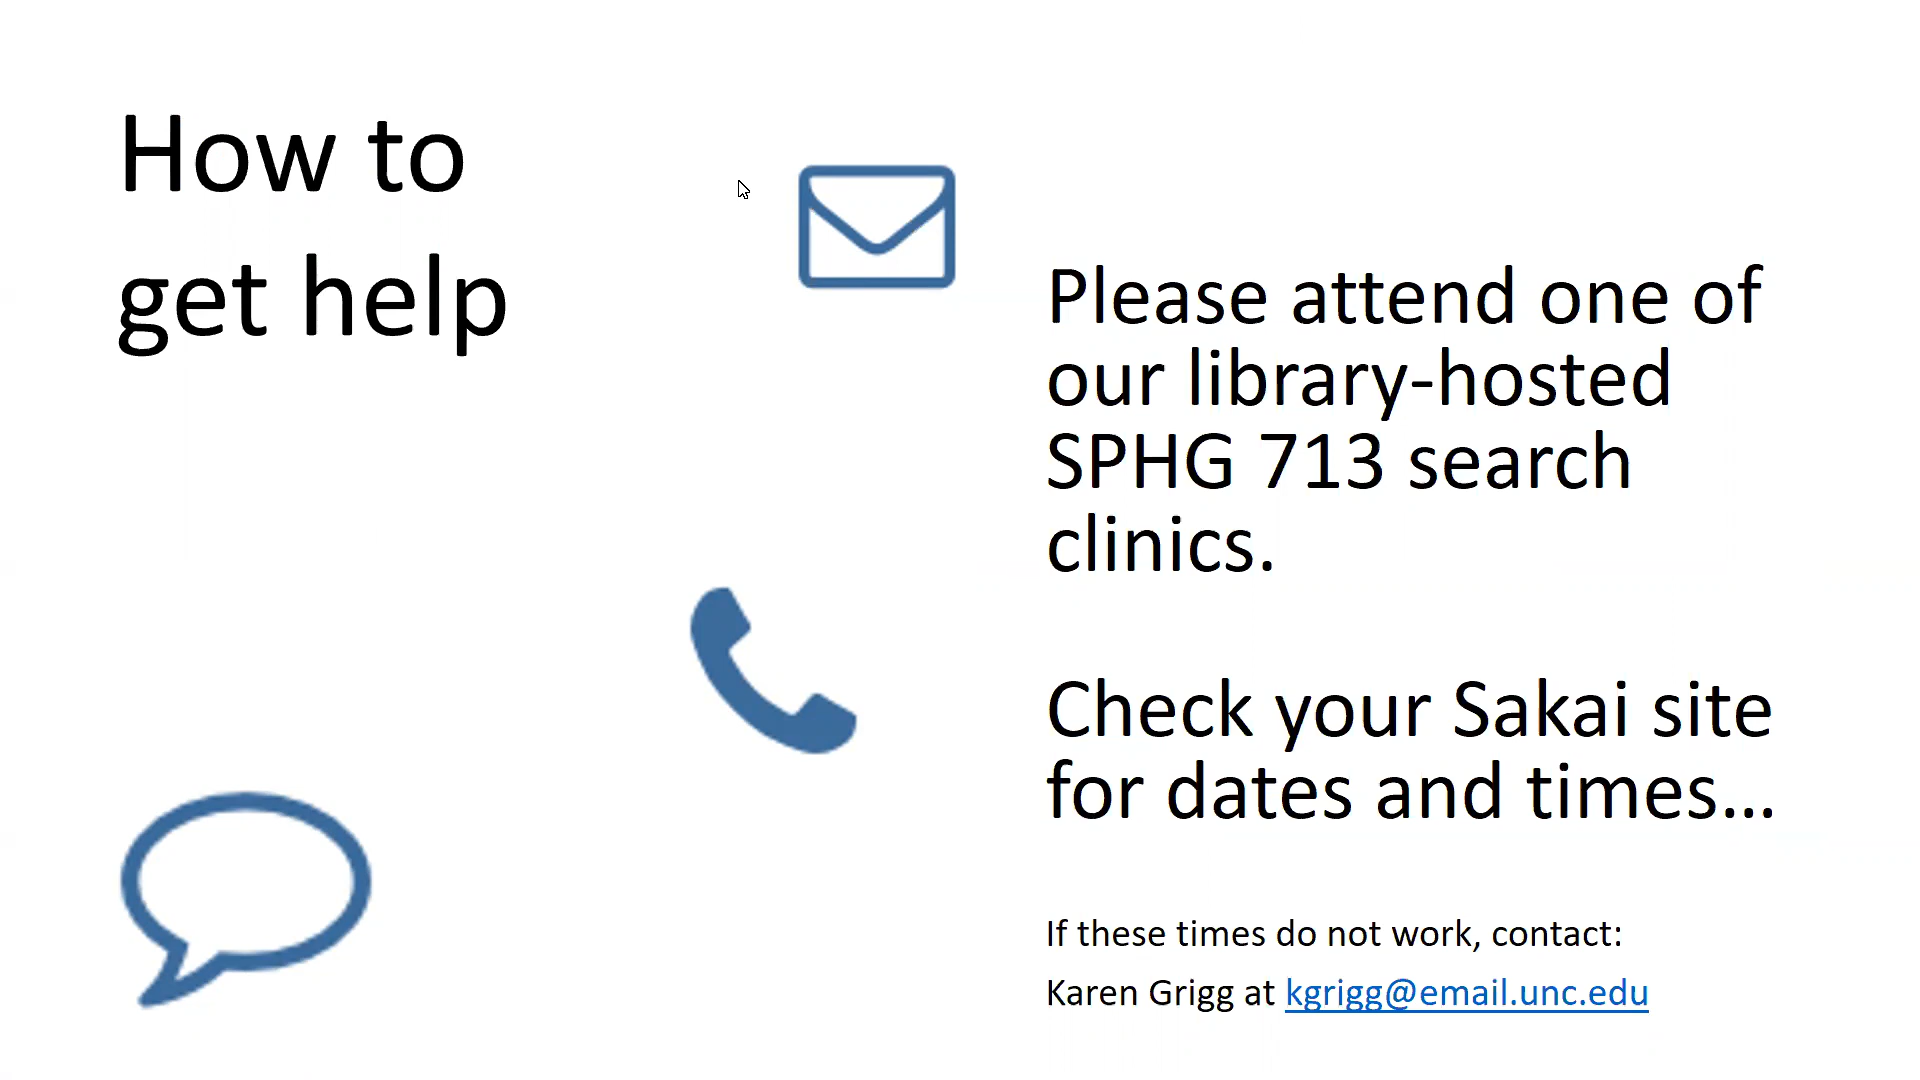 How to
get help
Please attend one of
our library-hosted
SPHG 713 search
clinics.
Check your Sakai site
for dates and times...
If these times do not work, contact:
Karen Grigg at kgrigg@email.unc.edu